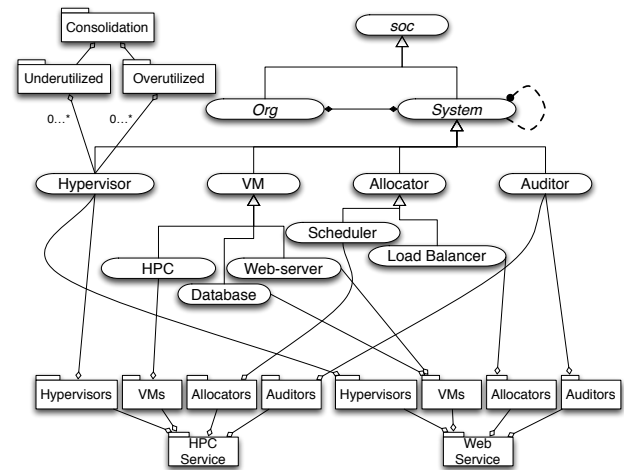 Consolidation
soc
Underutilized
Overutilized
Org
System
0...*
0...*
Hypervisor
VM
Allocator
Auditor
Scheduler
Load Balancer
HPC
Web-server
Database
Hypervisors
VMs
Allocators
Auditors
Hypervisors
VMs
Allocators
Auditors
HPC
Service
Web
Service